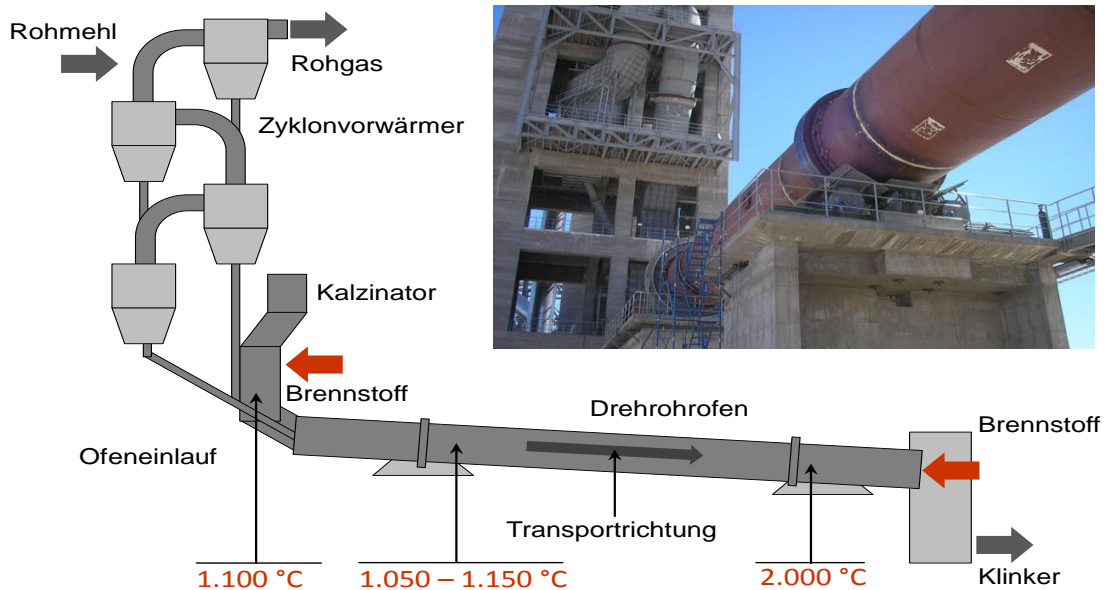 Rohmehl
Rohgas
Zyklonvorwärmer
Kalzinator
Brennstoff
Drehrohrofen
Brennstoff
Ofeneinlauf
Transportrichtung
1.100 °C
1.050 – 1.150 °C
2.000 °C
Klinker